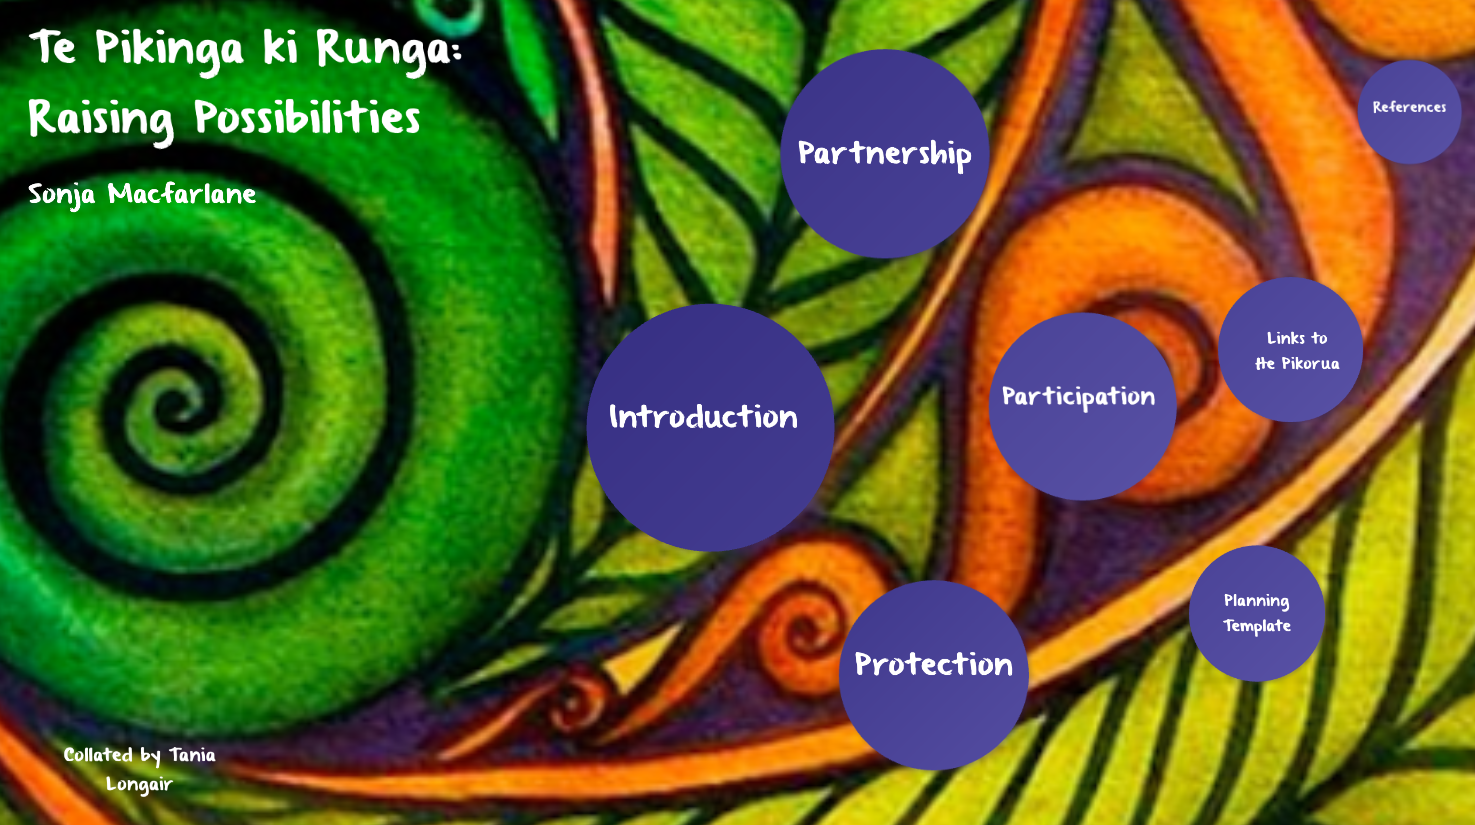 Te Pikinga ki Runga:
Raising Possibilities
Sonja Macfarlane
Partnership
References
Introduction
Participation
Links to
He Pikorua
Protection
Planning
Template
Collated by Tania
Longair